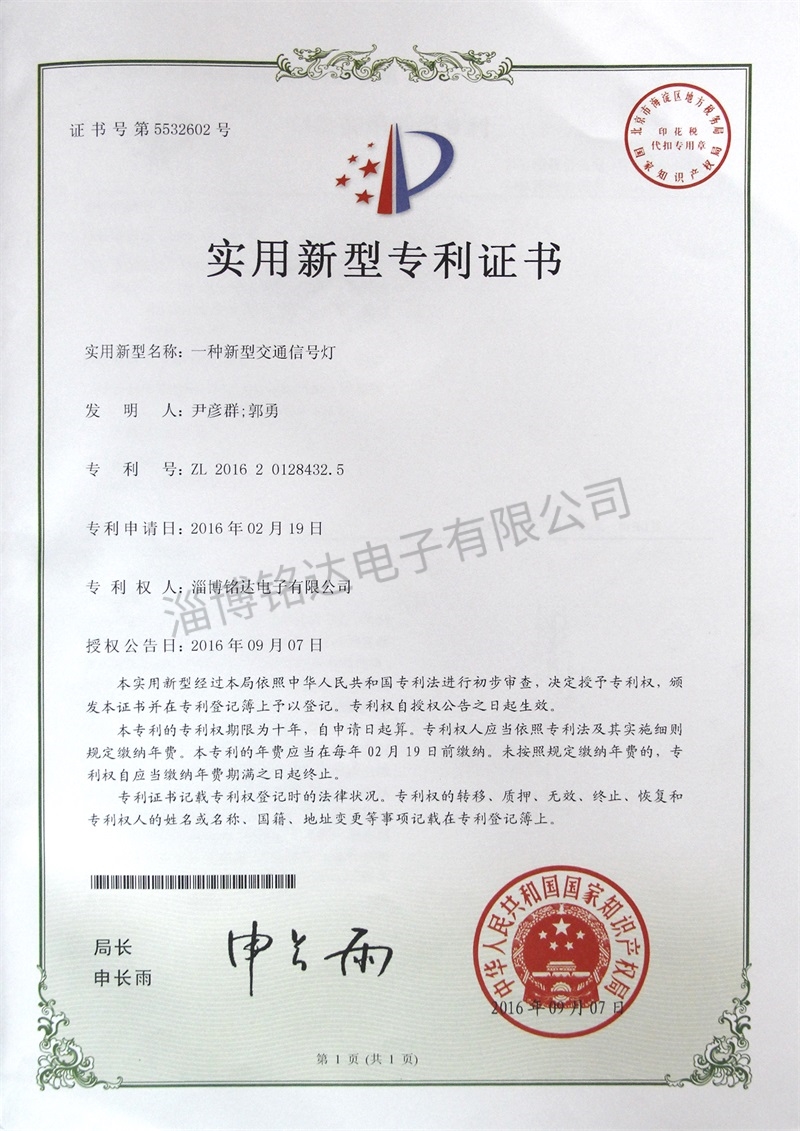 证书号第5532602号
北京市海淀区地方税务局
印花税
代扣专用章
国家知识产权局
实用新型专利证书
实用新型名称：一种新型交通信号灯
发明人：尹彦群;郭勇
专利号：ZL 2016 2 0128432.5
专利申请日：2016年02月19日
专利权人：淄博铭达电子有限公司
淄博铭达电子有限公司
授权公告日：2016年09月07日
本实用新型经过本局依照中华人民共和国专利法进行初步审查，决定授予专利权，颁
发本证书并在专利登记簿上予以登记。专利权自授权公告之日起生效。
本专利的专利权期限为十年，自申请日起算。专利权人应当依照专利法及其实施细则
规定缴纳年费。本专利的年费应当在每年02月19日前缴纳。未按照规定缴纳年费的，专
利权自应当缴纳年费期满之日起终止。
专利证书记载专利权登记时的法律状况。专利权的转移、质押、无效、终止、恢复和
专利权人的姓名或名称、国籍、地址变更等事项记载在专利登记簿上。
局长
申长雨
申长雨
中华人民共和国国家知识产权局
2016年09月07日
第1页(共1页)